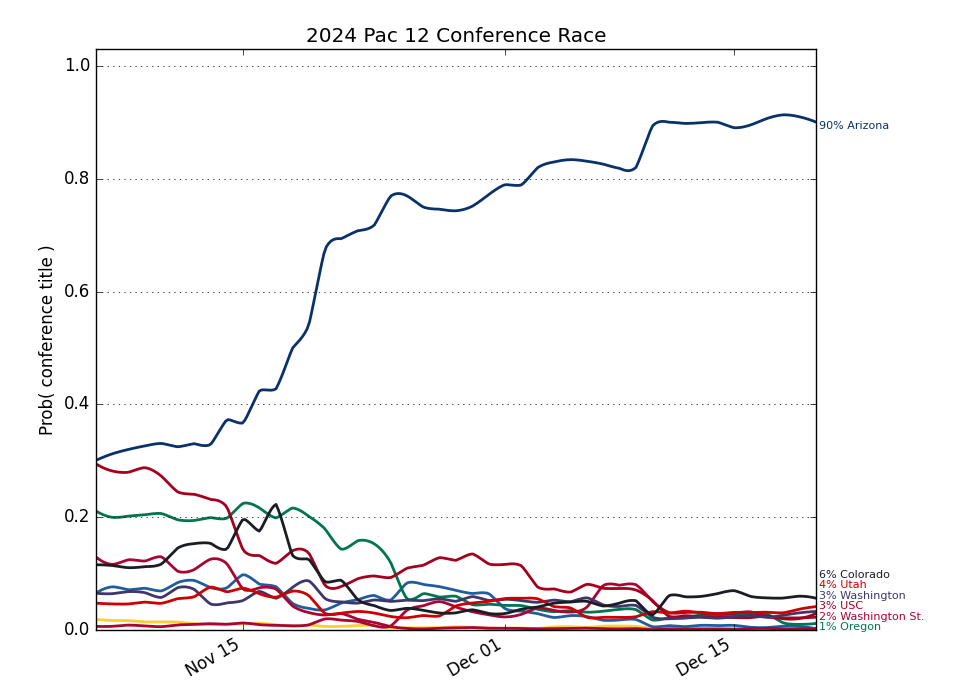 2024 Pac 12 Conference Race
1.0
0.8
0.6
0.4
0.2
0.0
Prob( conference title )
Nov 15
Dec 01
Dec 15
90% Arizona
6% Colorado
4% Utah
3% Washington
3% USC
2% Washington St.
1% Oregon